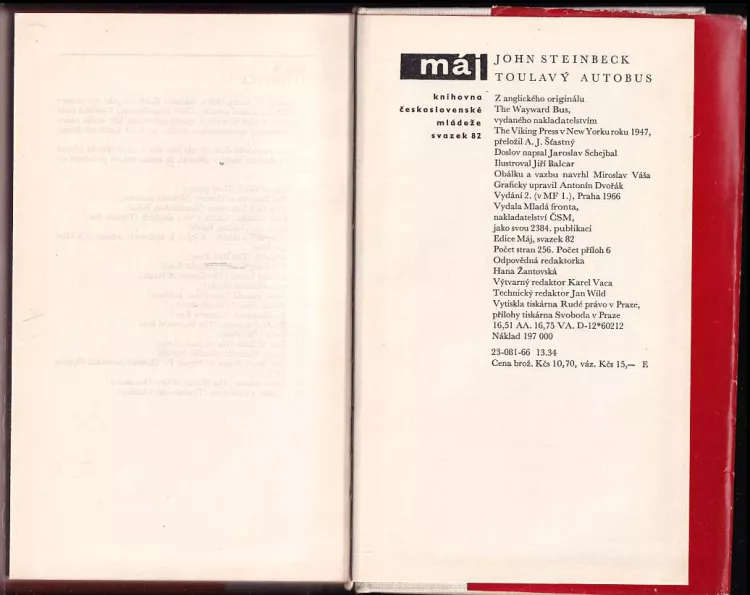 máj
knihovna
československé
mládeže
svazek 82
JOHN STEINBECK
TOULAVÝ AUTOBUS
Z anglického originálu
The Wayward Bus,
vydaného nakladatelstvím
The Viking Press v New Yorku roku 1947,
přeložil A. J. Šťastný
Doslov napsal Jaroslav Schejbal
Ilustroval Jiří Balcar
Obálku a vazbu navrhl Miroslav Váša
Graficky upravil Antonín Dvořák
Vydání 2. (v MF 1.), Praha 1966
Vydala Mladá fronta,
nakladatelství ČSM,
jako svou 2384. publikaci
Edice Máj, svazek 82
Počet stran 256. Počet příloh 6
Odpovědná redaktorka
Hana Žantovská
Výtvarný redaktor Karel Vaca
Technický redaktor Jan Wild
Vytiskla tiskárna Rudé právo v Praze,
přílohy tiskárna Svoboda v Praze
16,51 AA. 16,75 VA. D-12*60212
Náklad 197 000
23-081-66 13.34
Cena brož. Kčs 10,70, váz. Kčs 15,— E